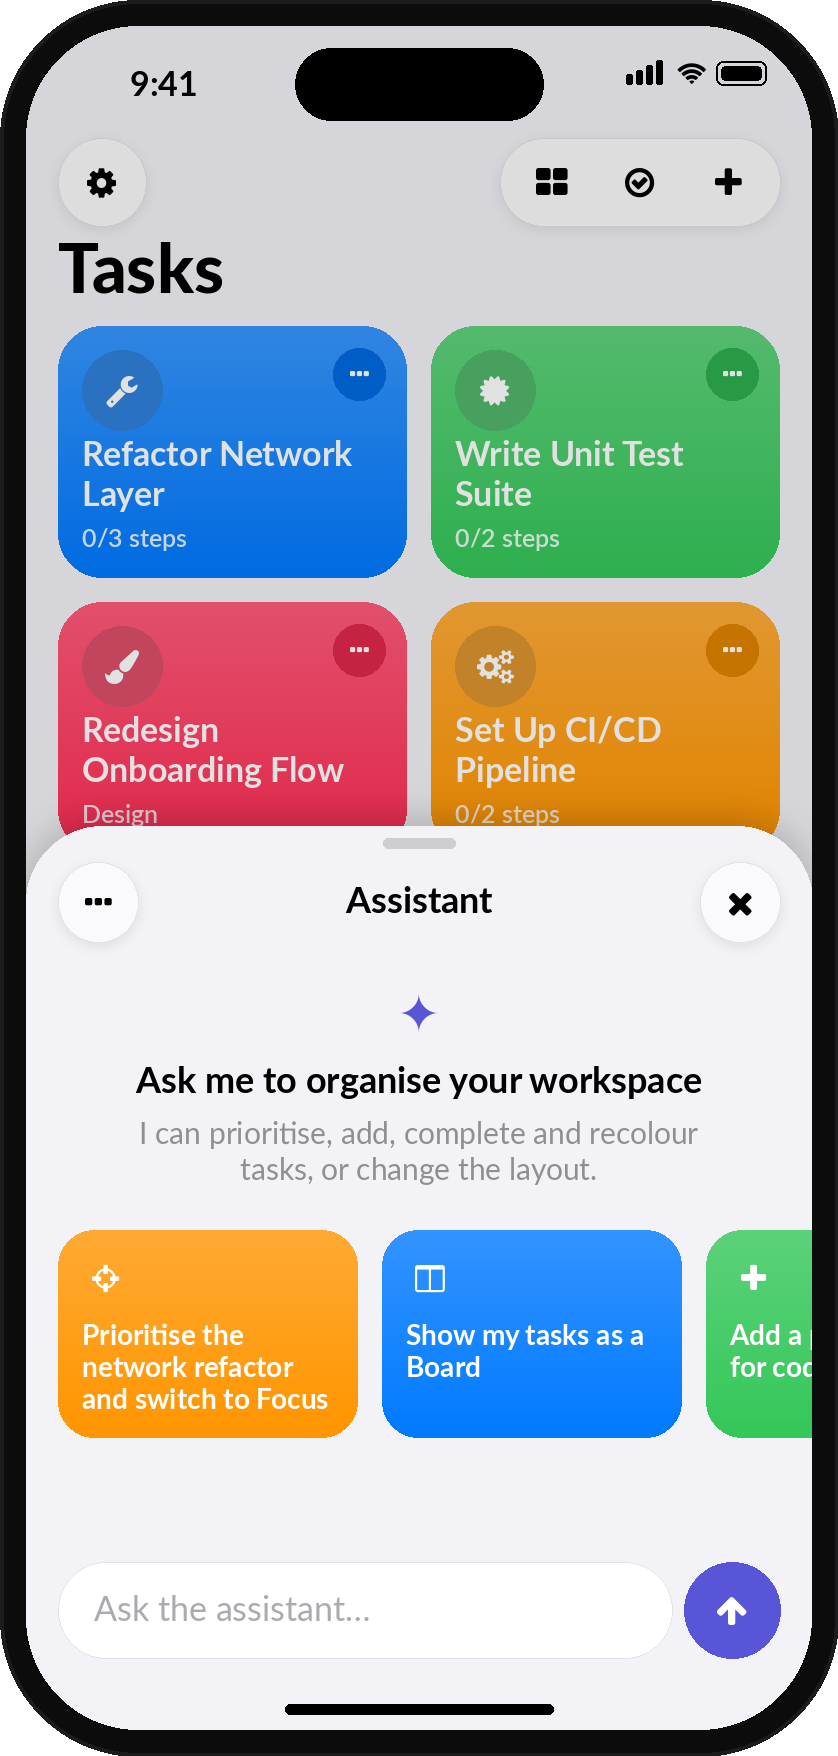 9:41
Tasks
Refactor Network
Layer
0/3 steps
Write Unit Test
Suite
0/2 steps
Redesign
Onboarding Flow
Design
Set Up CI/CD
Pipeline
0/2 steps
Assistant
Ask me to organise your workspace
I can prioritise, add, complete and recolour
tasks, or change the layout.
Prioritise the
network refactor
and switch to Focus
Show my tasks as a
Board
Add a
for
Ask the assistant...